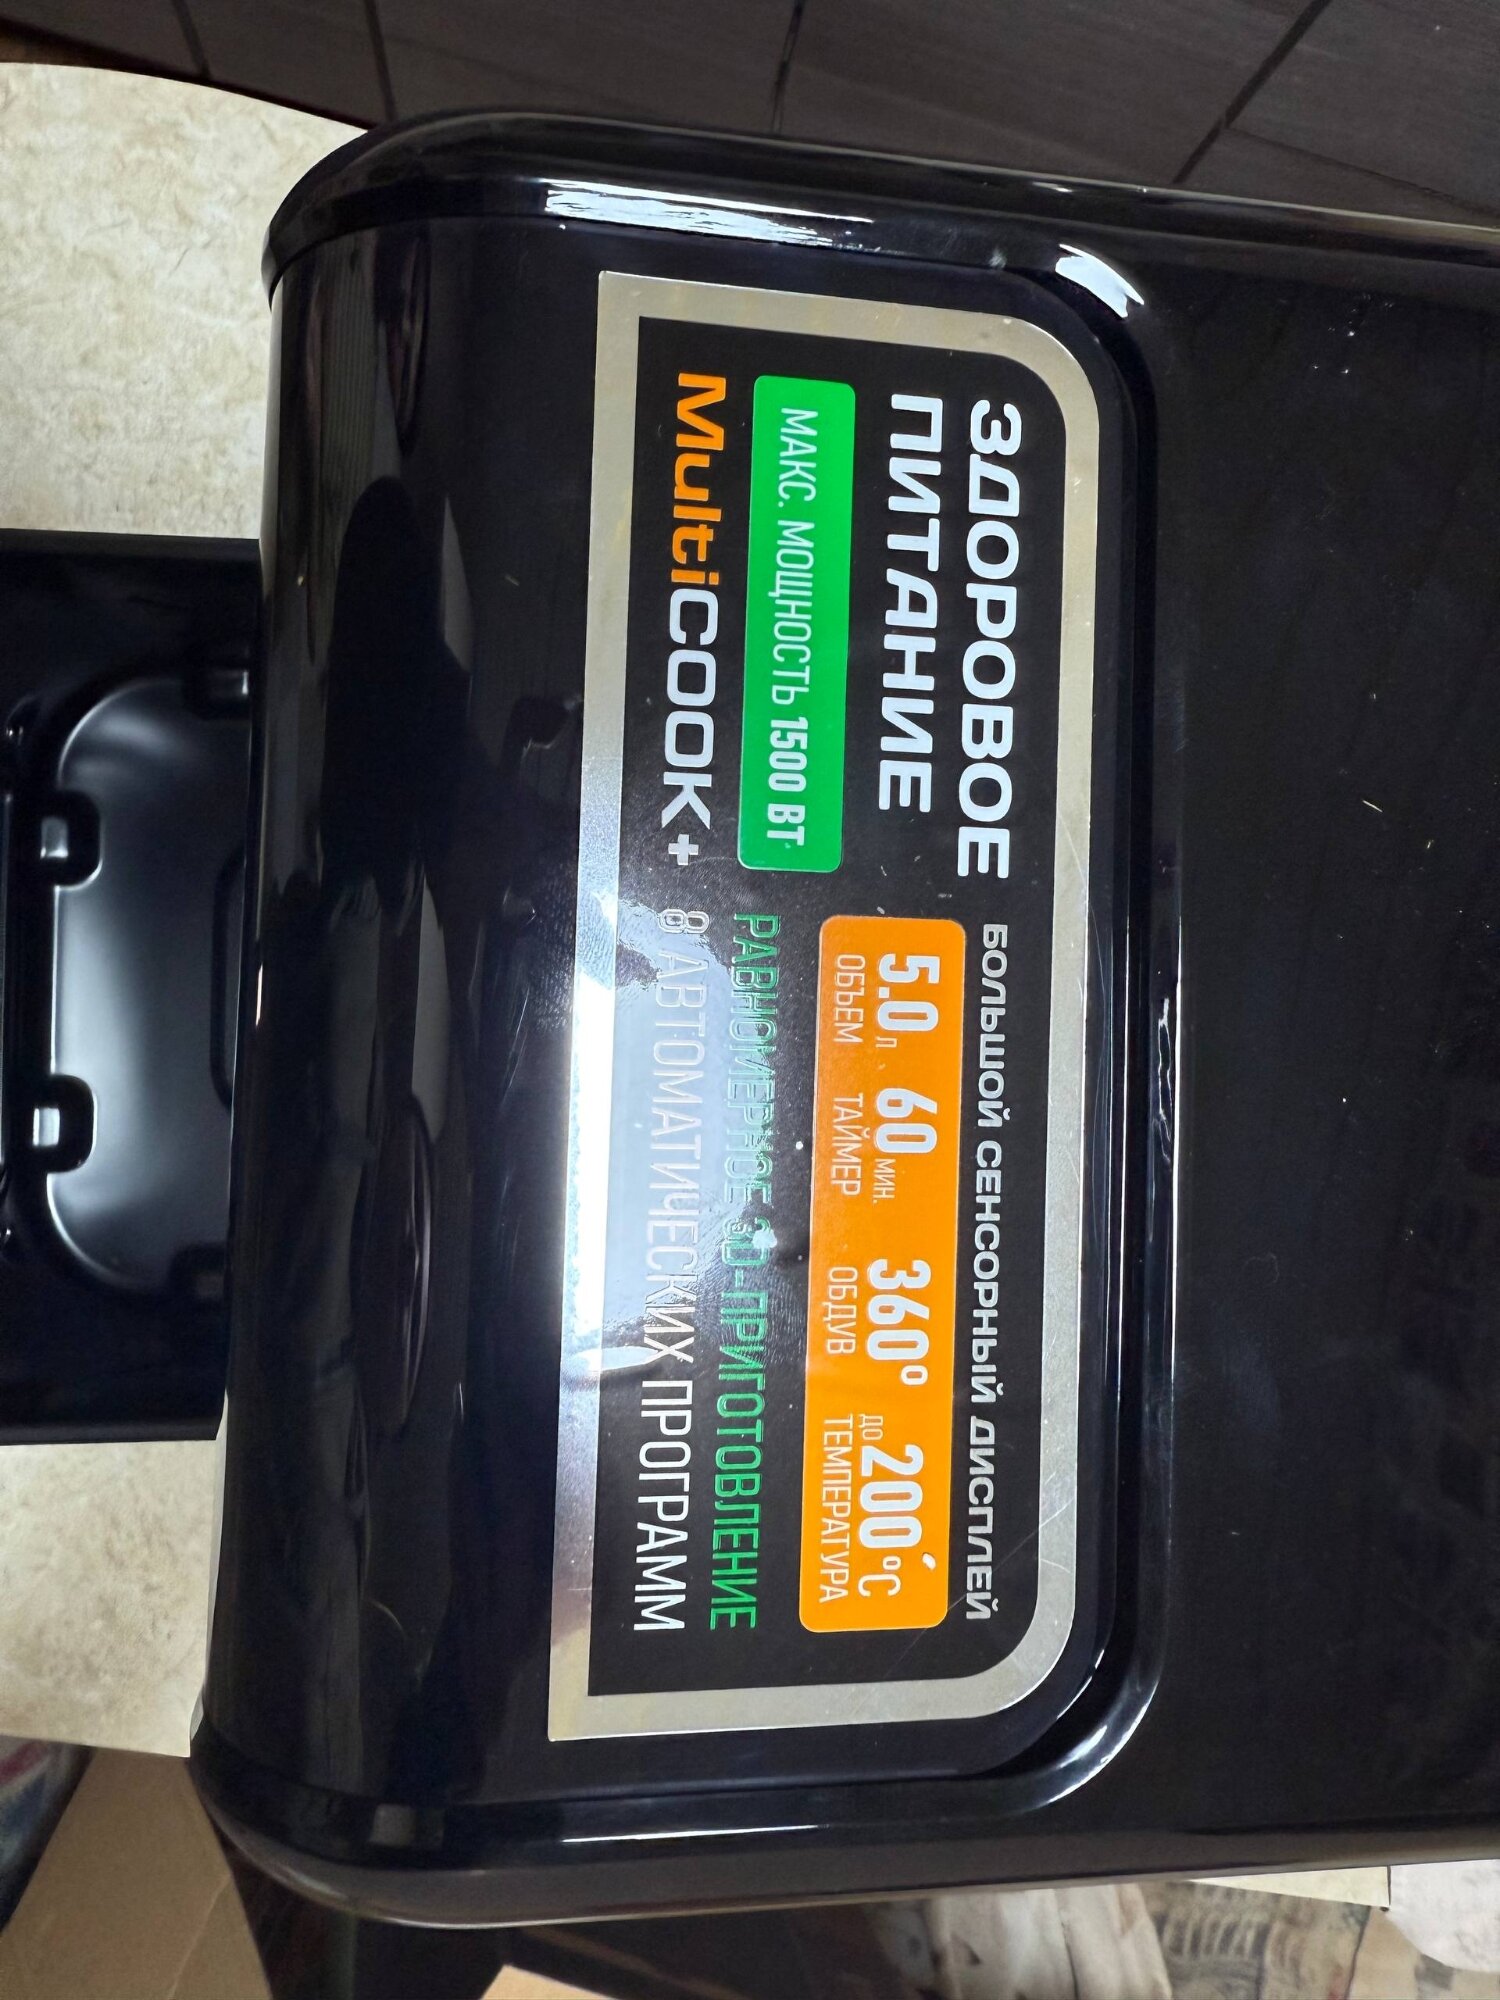 ЗДОРОВОЕ
ПИТАНИЕ
МАКС. МОЩНОСТЬ 1500 ВТ
MultiCOOK+
БОЛЬШОЙ СЕНСОРНЫЙ ДИСПЛЕЙ
5.0 л 60 МИН. 360° ДО 200°C
ОБЪЕМ ТАЙМЕР ОБДУВ ТЕМПЕРАТУРА
РАВНОМЕРНОЕ 3D-ПРИГОТОВЛЕНИЕ
8 АВТОМАТИЧЕСКИХ ПРОГРАММ